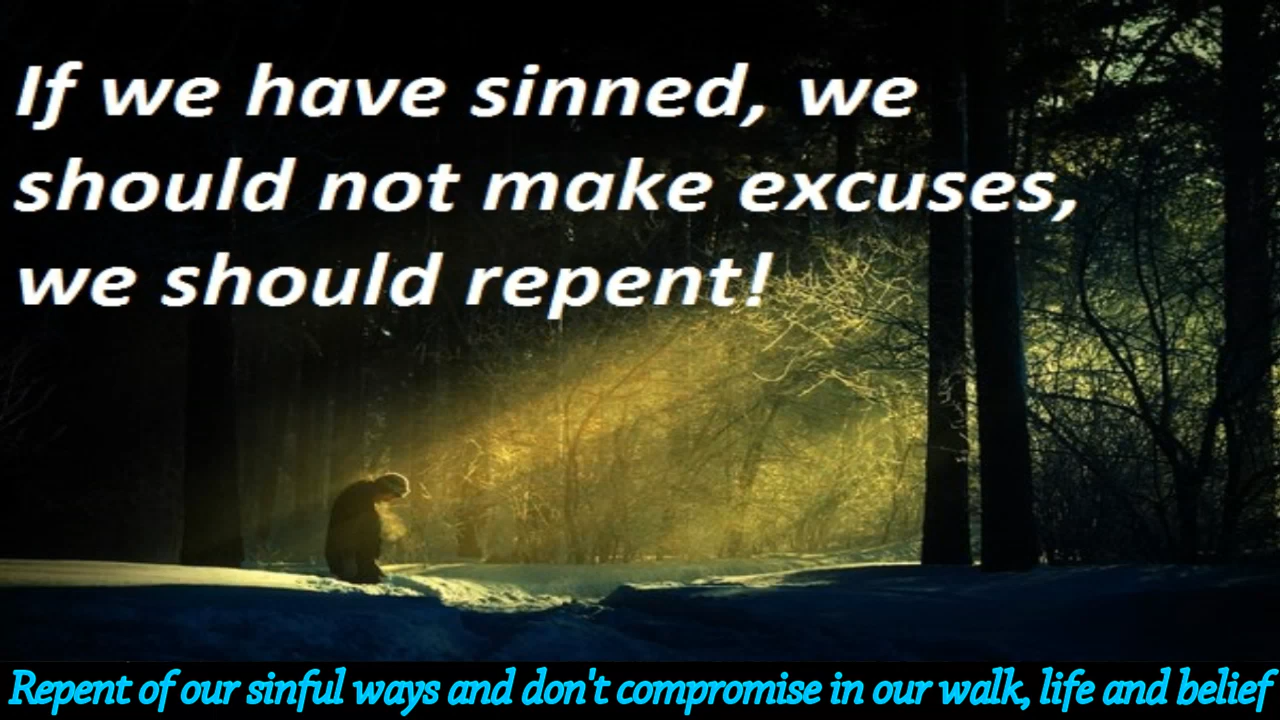 If we have sinned, we
should not make excuses,
we should repent!
Repent of our sinful ways and don't compromise in our walk, life and belief